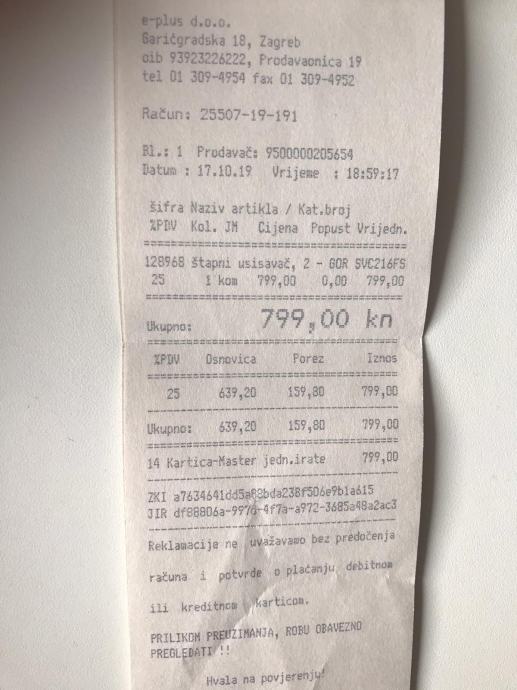 e-plus d.o.o.
Garićgradska 18, Zagreb
oib 93923226222, Prodavaonica 19
tel 01 309-4954 fax 01 309-4952
Račun: 25507-19-191
Bl.: 1 Prodavač: 9500000205654
Datum : 17.10.19 Vrijeme : 18:59:17
šifra Naziv artikla / Kat.broj
%PDV Kol. JM Cijena Popust Vrijedn.
128968 Štapni usisavač, 2 - GOR SVC216FS
25 1 kom 799,00 0,00 799,00
Ukupno: 799,00 kn
%PDV Osnovica Porez Iznos
25 639,20 159,80 799,00
Ukupno: 639,20 159,80 799,00
14 Kartica-Master jedn.irate 799,00
ZKI
JIR
Reklamacije ne uvažavamo bez predočenja
računa i potvrde o plaćanju debitnom
ili kreditnom karticom.
PRILIKOM PREUZIMANJA, ROBU OBAVEZNO
PREGLEDATI !!
Hvala na povjerenju!